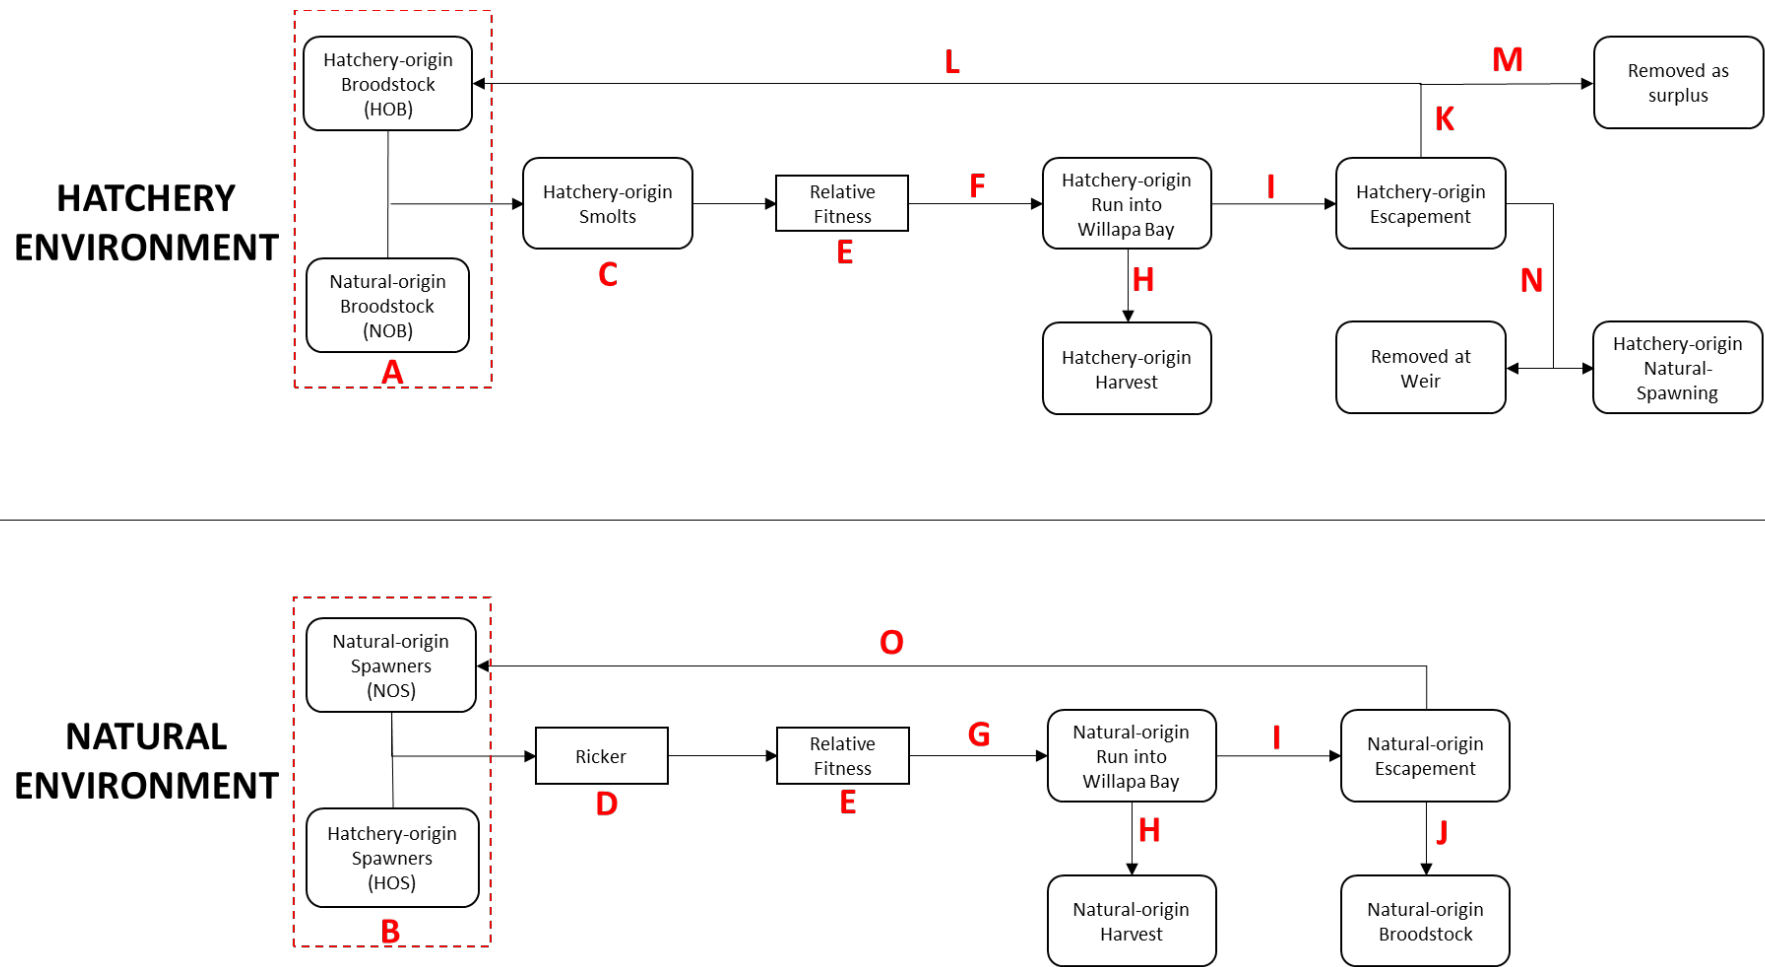 HATCHERY
ENVIRONMENT
Hatchery-origin
Broodstock
(HOB)
Natural-origin
Broodstock
(NOB)
A
L
M
Removed as
surplus
K
Hatchery-origin
Smolts
C
Relative
Fitness
E
F
Hatchery-origin
Run into
Willapa Bay
I
Hatchery-origin
Escapement
H
Hatchery-origin
Harvest
N
Removed at
Weir
Hatchery-origin
Natural-
Spawning
NATURAL
ENVIRONMENT
Natural-origin
Spawners
(NOS)
Hatchery-origin
Spawners
(HOS)
B
O
Ricker
D
Relative
Fitness
E
G
Natural-origin
Run into
Willapa Bay
I
Natural-origin
Escapement
H
J
Natural-origin
Harvest
Natural-origin
Broodstock